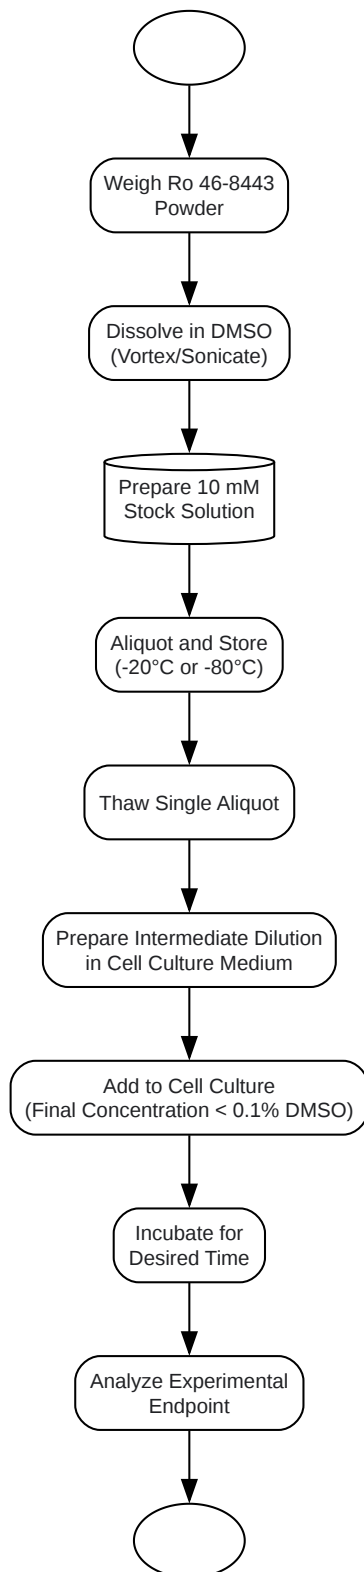 Weigh Ro 46-8443
Powder
Dissolve in DMSO
(Vortex/Sonicate)
Prepare 10 mM
Stock Solution
Aliquot and Store
(-20°C or -80°C)
Thaw Single Aliquot
Prepare Intermediate Dilution
in Cell Culture Medium
Add to Cell Culture
(Final Concentration < 0.1% DMSO)
Incubate for
Desired Time
Analyze Experimental
Endpoint